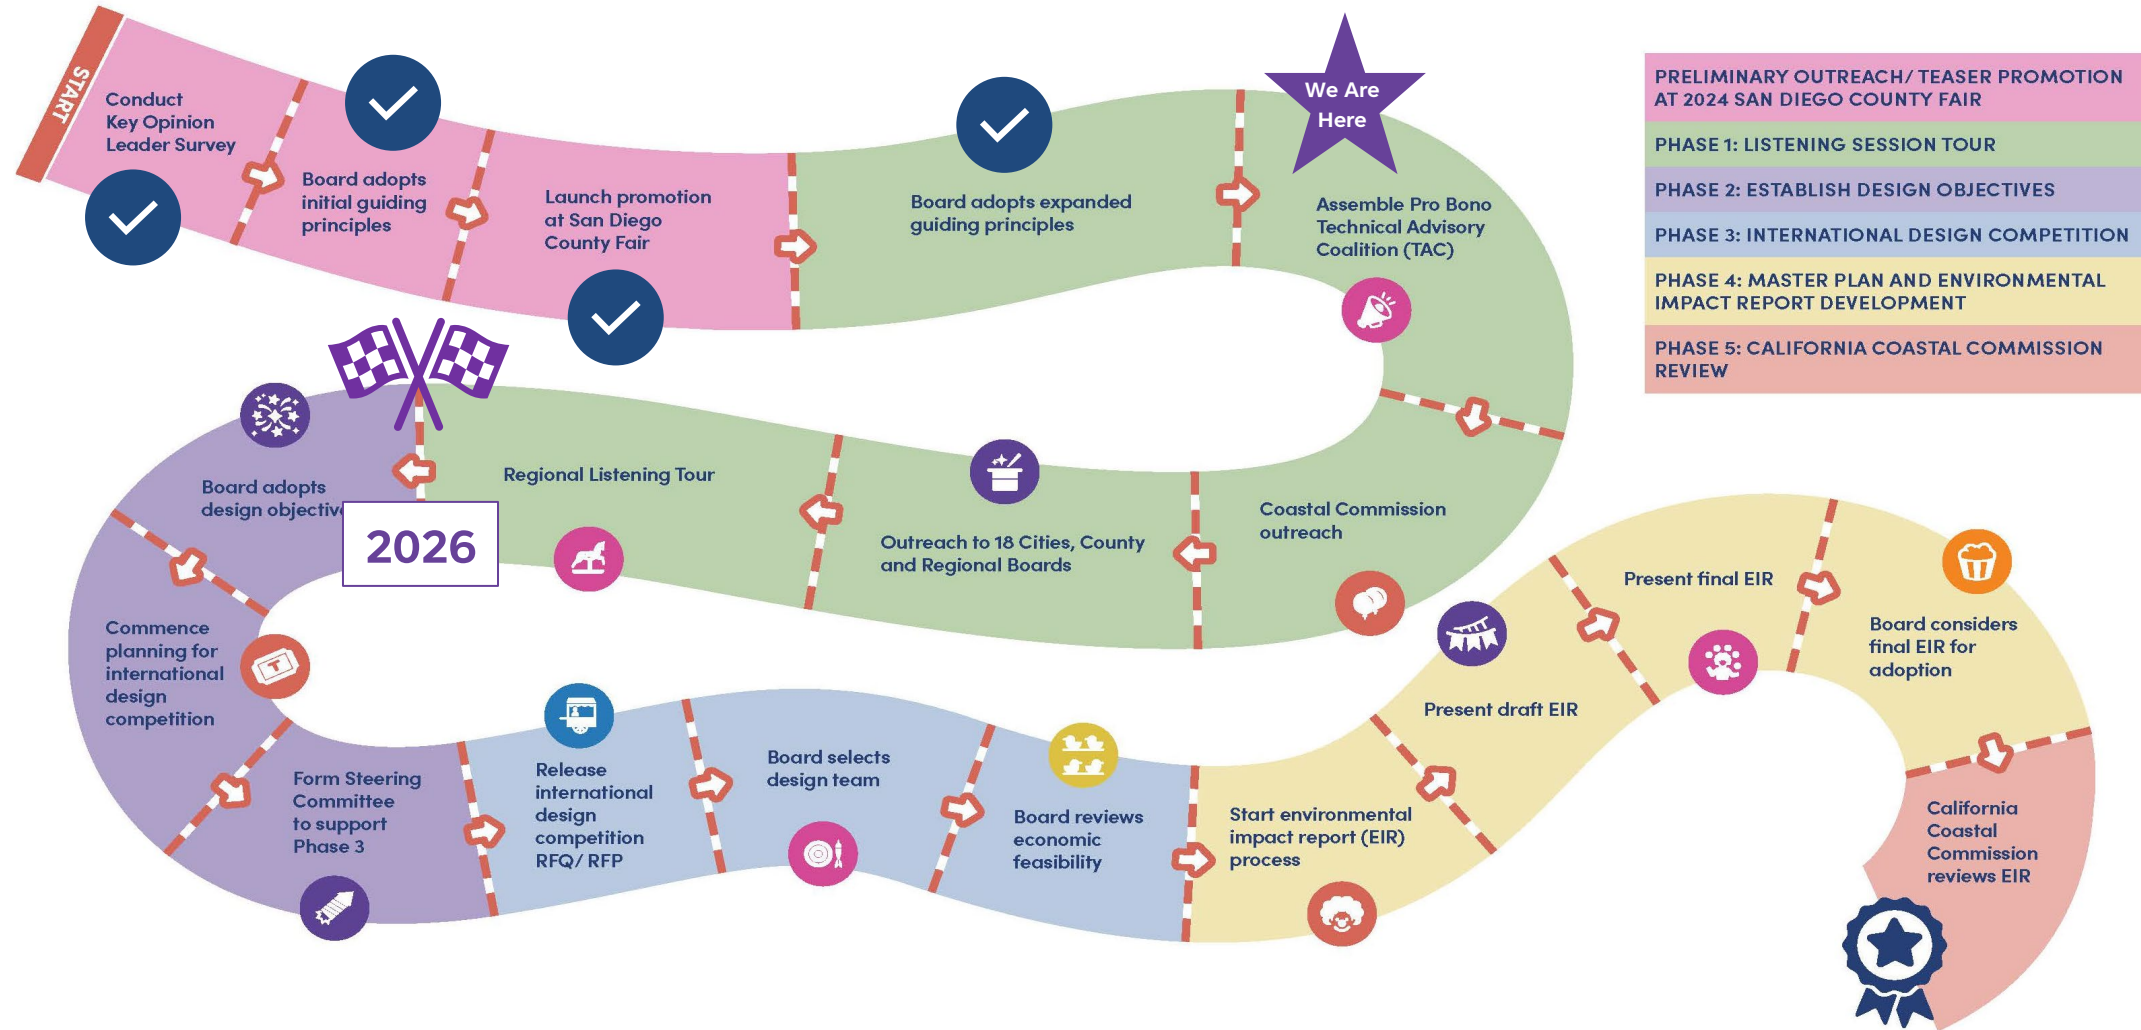 START
Conduct
Key Opinion
Leader Survey
Board adopts
initial guiding
principles
Launch promotion
at San Diego
County Fair
Board adopts expanded
guiding principles
We Are
Here
Assemble Pro Bono
Technical Advisory
Coalition (TAC)
Coastal Commission
outreach
Outreach to 18 Cities, County
and Regional Boards
Regional Listening Tour
2026
Board adopts
design objectiv
Commence
planning for
international
design
competition
Form Steering
Committee
to support
Phase 3
Release
international
design
competition
RFQ/ RFP
Board selects
design team
Board reviews
economic
feasibility
Start environmental
impact report (EIR)
process
Present draft EIR
Present final EIR
Board considers
final EIR for
adoption
California
Coastal
Commission
reviews EIR
PRELIMINARY OUTREACH/ TEASER PROMOTION
AT 2024 SAN DIEGO COUNTY FAIR
PHASE 1: LISTENING SESSION TOUR
PHASE 2: ESTABLISH DESIGN OBJECTIVES
PHASE 3: INTERNATIONAL DESIGN COMPETITION
PHASE 4: MASTER PLAN AND ENVIRONMENTAL
IMPACT REPORT DEVELOPMENT
PHASE 5: CALIFORNIA COASTAL COMMISSION
REVIEW